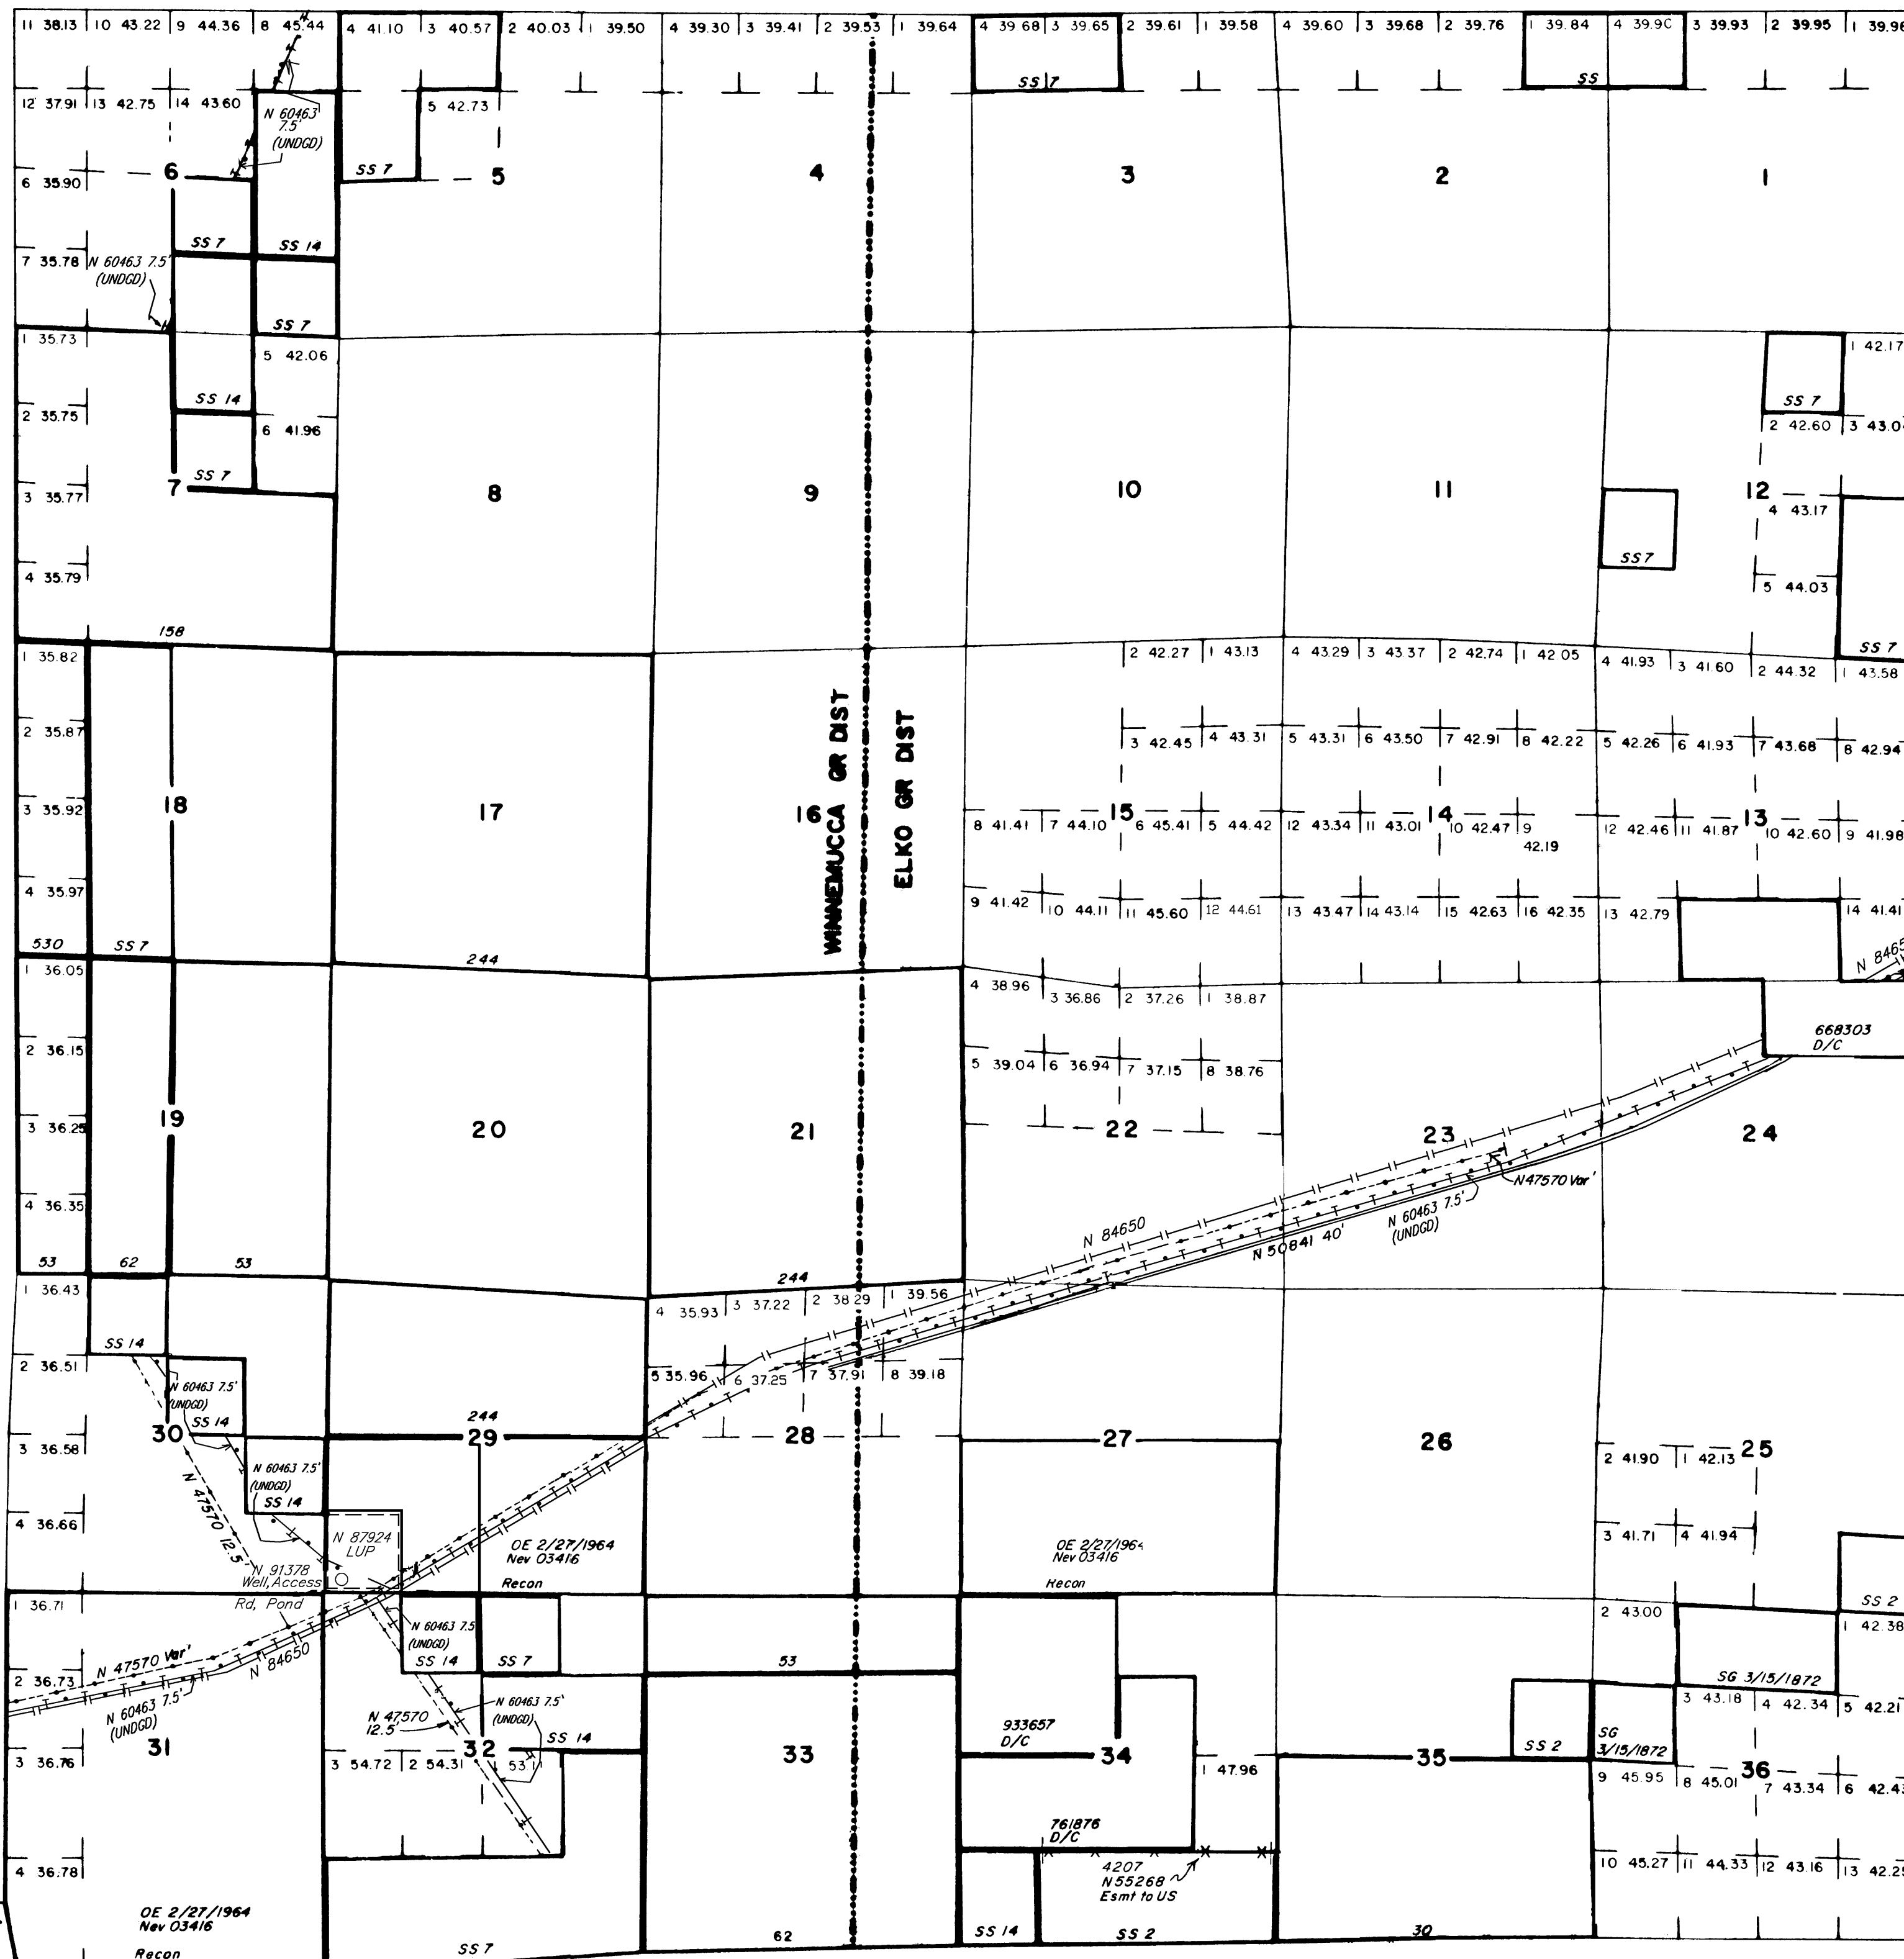 11 38.13 10 43.22 9 44.36 8 45.44 4 41.10 3 40.57 2 40.03 1 39.50 4 39.30 3 39.41 2 39.53 1 39.64 4 39.68 3 39.65 2 39.61 1 39.58 4 39.60 3 39.68 2 39.76 1 39.84 4 39.90 3 39.93 2 39.95 1 39.96
SS 7 SS
12 37.91 13 42.75 14 43.60 5 42.73
N 60463
7.5'
(UNDGD)
6 35.90 6 SS 7 5 4 3 2 1
SS 7 SS 14
7 35.78 N 60463 7.5'
(UNDGD)
SS 7
1 35.73 5 42.06 1 42.17
SS 14 SS 7
2 35.75 6 41.96 2 42.60 3 43.0
SS 7
3 35.77 7 8 9 10 11 12
4 43.17
SS 7
4 35.79 5 44.03
158 SS 7
1 35.82 2 42.27 1 43.13 4 43.29 3 43.37 2 42.74 1 42.05 4 41.93 3 41.60 2 44.32 1 43.58
WINNEMUCCA GR DIST
ELKO GR DIST
2 35.87 3 42.45 4 43.31 5 43.31 6 43.50 7 42.91 8 42.22 5 42.26 6 41.93 7 43.68 8 42.94
3 35.92 18 17 16 15 14 13
8 41.41 7 44.10 6 45.41 5 44.42 12 43.34 11 43.01 10 42.47 9 42.19 12 42.46 11 41.87 10 42.60 9 41.98
4 35.97 9 41.42 10 44.11 11 45.60 12 44.61 13 43.47 14 43.14 15 42.63 16 42.35 13 42.79 14 41.41
530 SS 7 244 N 8465
1 36.05 4 38.96 3 36.86 2 37.26 1 38.87
668303
D/C
2 36.15 5 39.04 6 36.94 7 37.15 8 38.76
3 36.25 19 20 21 22 23 24
N47570 Var'
4 36.35 N 84650 N 50841 40' N 60463 7.5'
(UNDGD)
53 62 53 244
1 36.43 4 35.93 3 37.22 2 38.29 1 39.56
SS 14
2 36.51 5 35.96 6 37.25 7 37.91 8 39.18
N 60463 7.5'
(UNDGD)
SS 14 244
30 29 28 27 26 25
3 36.58 2 41.90 1 42.13
N 60463 7.5'
(UNDGD)
SS 14
N 47570 12.5'
4 36.66 3 41.71 4 41.94
N 87924
LUP
OE 2/27/1964
Nev 03416
Recon
OE 2/27/1964
Nev 03416
Recon
N 91378
Well, Access
Rd, Pond
SS 2
1 36.71 2 43.00 1 42.38
N 60463 7.5
(UNDGD)
SS 14 SS 7 53
N 47570 Var' N 84650
2 36.73 SG 3/15/1872
N 60463 7.5'
(UNDGD)
3 43.18 4 42.34 5 42.21
N 47570
12.5'
N 60463 7.5'
(UNDGD)
SS 14
933657
D/C
SS 2
SG
3/15/1872
31 32 33 34 35 36
3 36.76 3 54.72 2 54.31 53.11 1 47.96 9 45.95 8 45.01 7 43.34 6 42.43
761876
D/C
4 36.78 10 45.27 11 44.33 12 43.16 13 42.25
4207
N55268
Esmt to US
OE 2/27/1964
Nev 03416
Recon
SS 7 62 SS 14 SS 2 30